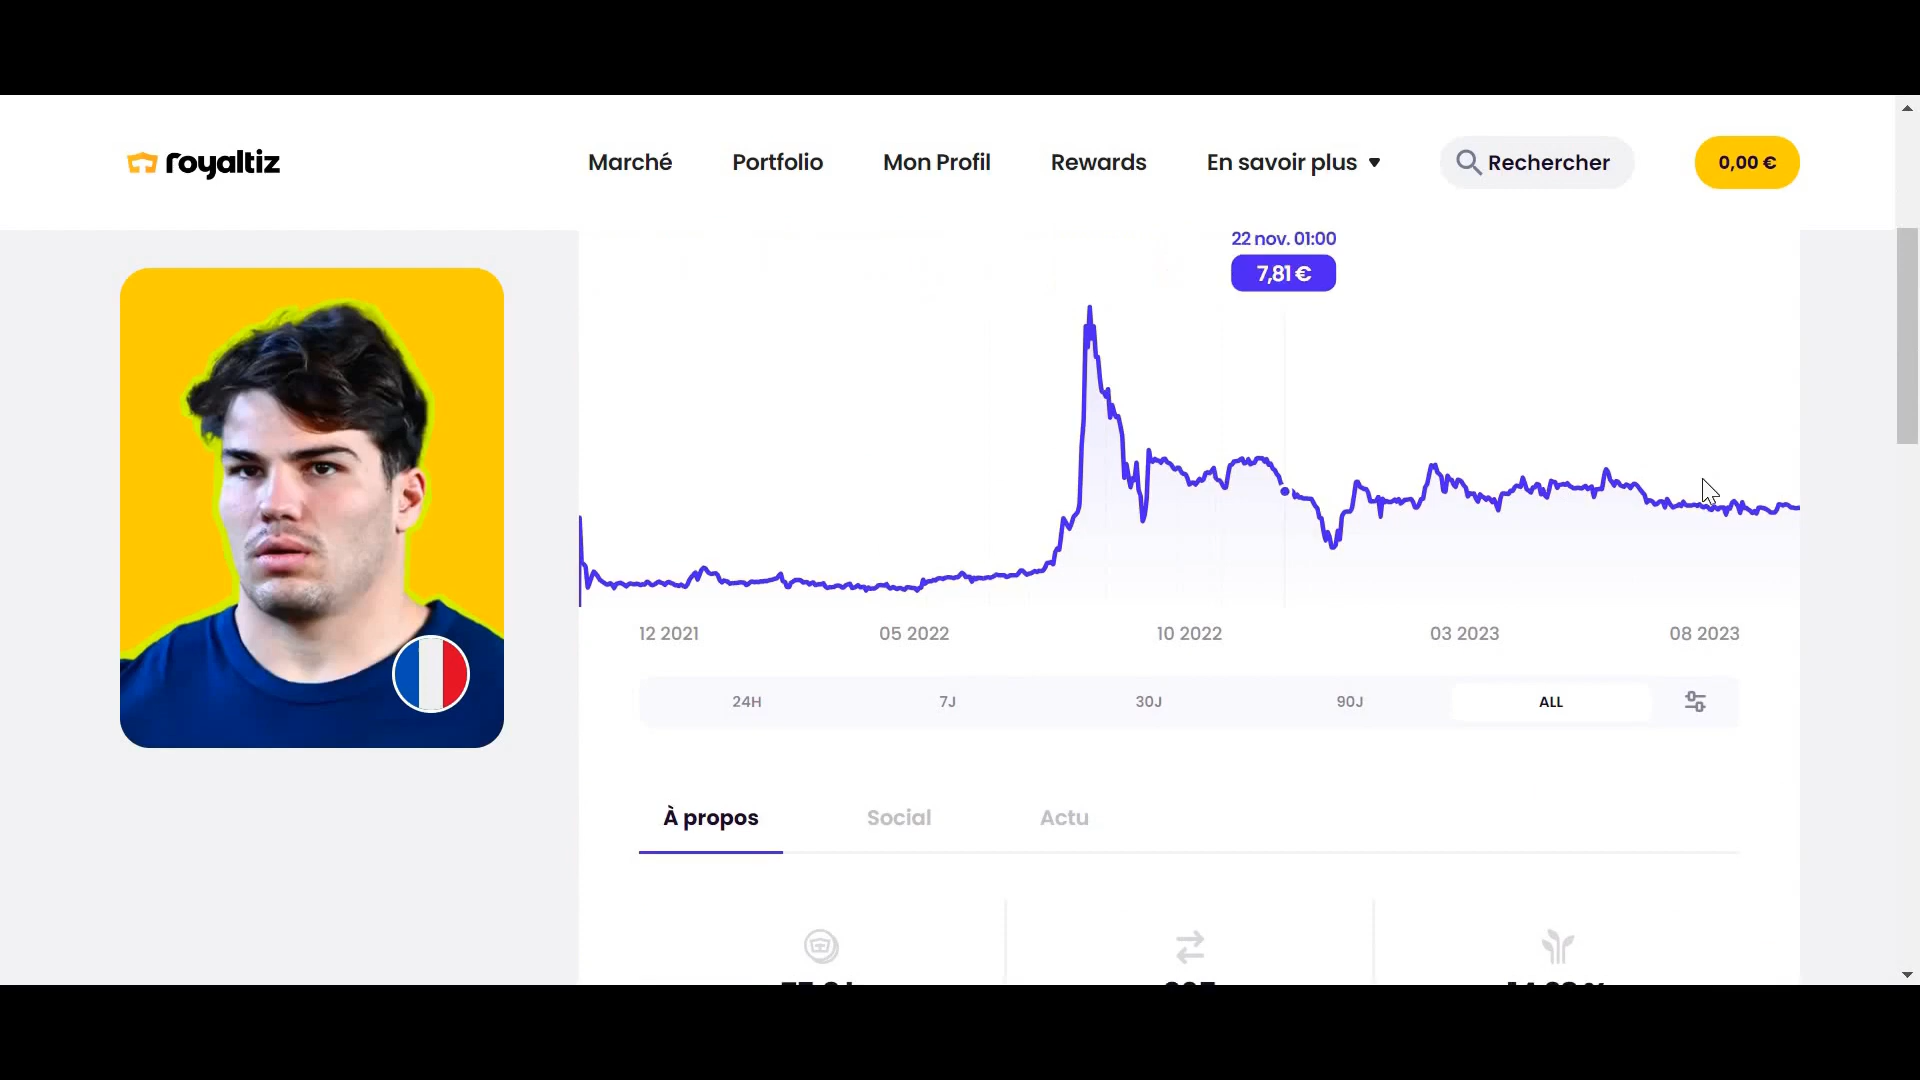 royaltiz
Marché
Portfolio
Mon Profil
Rewards
En savoir plus
Rechercher
0,00 €
22 nov. 01:00
7,81 €
12 2021
05 2022
10 2022
03 2023
08 2023
24H
7J
30J
90J
ALL
À propos
Social
Actu